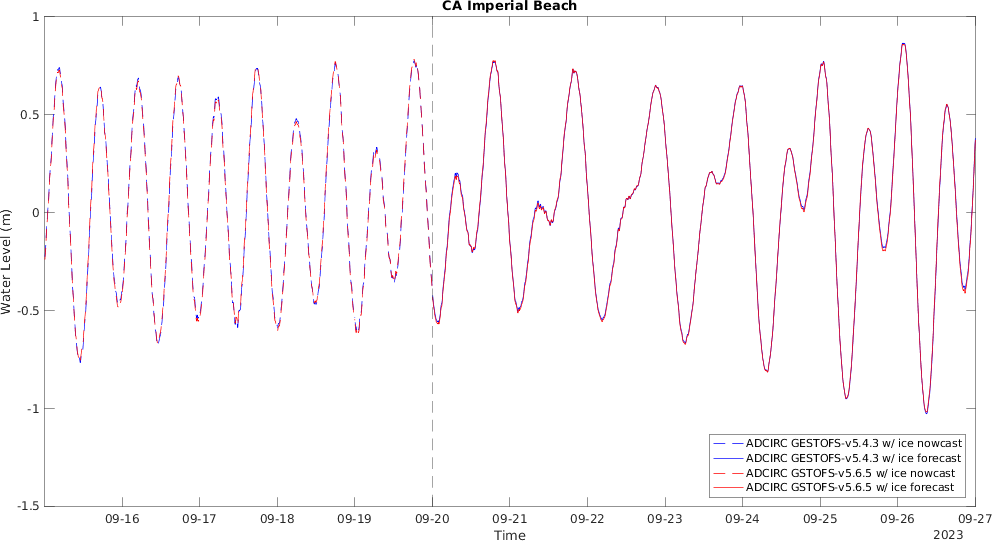 CA Imperial Beach
1
0.5
0
-0.5
-1
-1.5
Water Level (m)
09-16 09-17 09-18 09-19 09-20 09-21 09-22 09-23 09-24 09-25 09-26 09-27
Time
2023
ADCIRC GESTOFS-v5.4.3 w/ ice nowcast
ADCIRC GESTOFS-v5.4.3 w/ ice forecast
ADCIRC GSTOFS-v5.6.5 w/ ice nowcast
ADCIRC GSTOFS-v5.6.5 w/ ice forecast